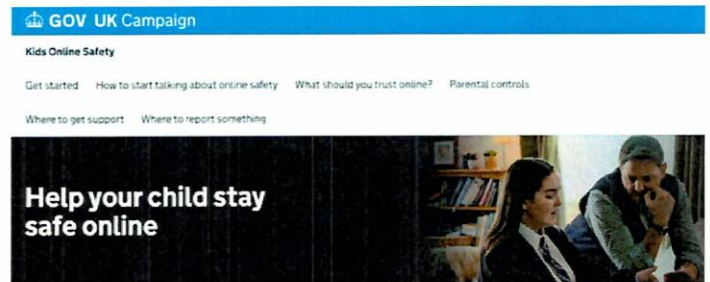 GOV UK Campaign
Kids Online Safety
Get started How to start talking about online safety What should you trust online? Parental controls
Where to get support Where to report something
Help your child stay
safe online